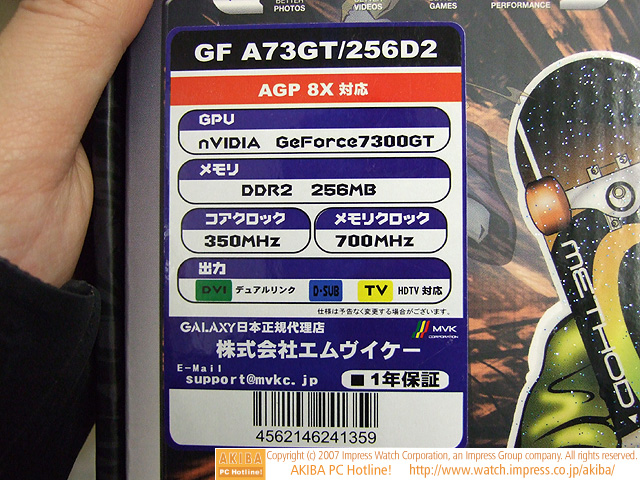 BETTER PHOTOS
BETTER VIDEOS
GAMES
PERFORMANCE
GF A73GT/256D2
AGP 8X 対応
GPU
nVIDIA GeForce7300GT
メモリ
DDR2 256MB
コアクロック
350MHz
メモリクロック
700MHz
出力
DVI デュアルリンク D-SUB TV HDTV 対応
仕様は予告なく変更する場合がございます。
GALAXY日本正規代理店
MVK
CORPORATION
株式会社エムヴイケー
E-Mail
support@mvkc.jp
■1年保証
4562146241359
METHOD
AKIBA
PC Hotline!
Copyright (c) 2007 Impress Watch Corporation, an Impress Group company. All rights reserved.
AKIBA PC Hotline! http://www.watch.impress.co.jp/akiba/